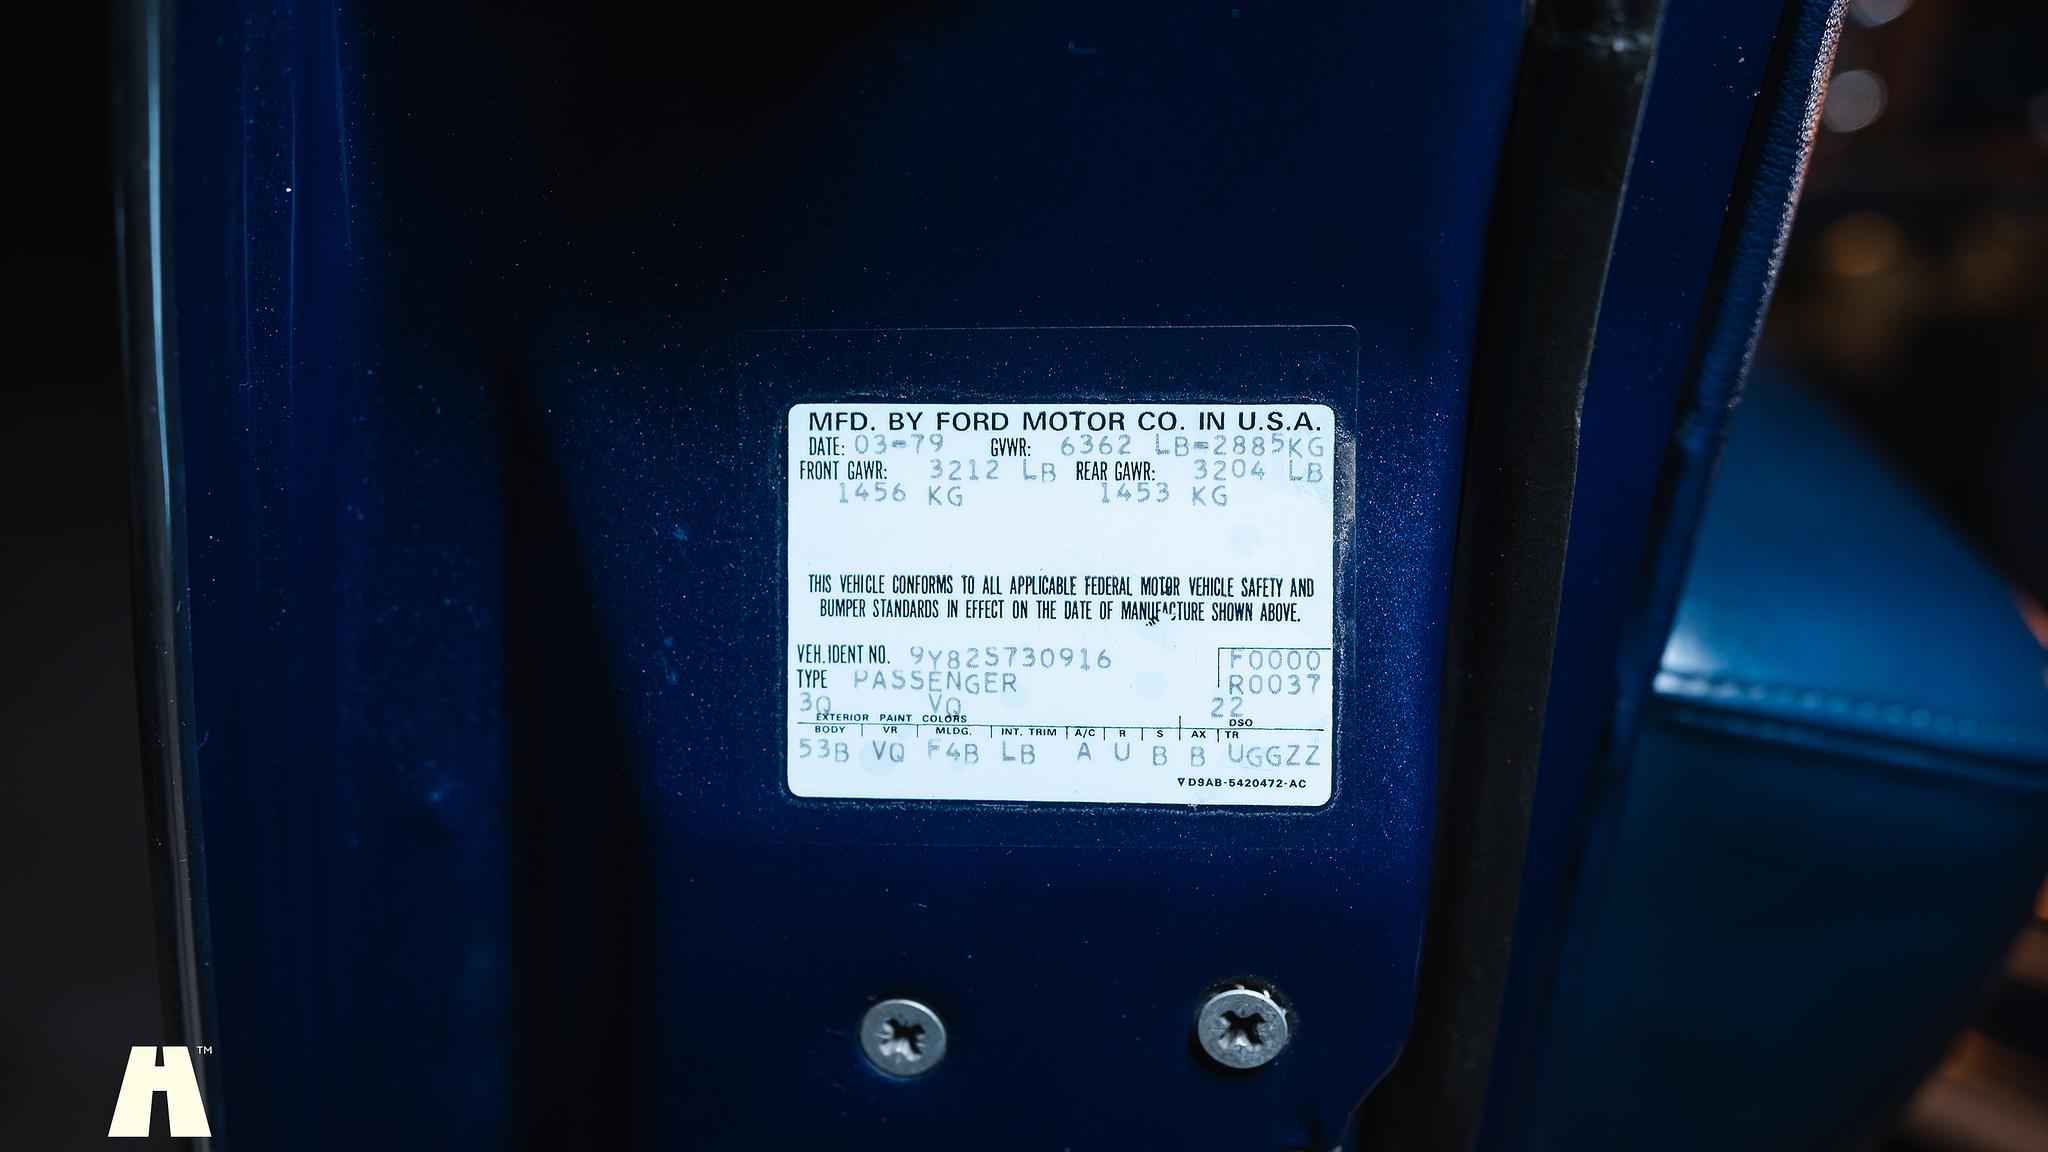 MFD. BY FORD MOTOR CO. IN U.S.A.
DATE: 03-79 GVWR: 6362 LB=2885KG
FRONT GAWR: 3212 LB REAR GAWR: 3204 LB
1456 KG 1453 KG
THIS VEHICLE CONFORMS TO ALL APPLICABLE FEDERAL MOTOR VEHICLE SAFETY AND
BUMPER STANDARDS IN EFFECT ON THE DATE OF MANUFACTURE SHOWN ABOVE.
VEH. IDENT NO. 9Y82S730916 F0000
TYPE PASSENGER R0037
3Q VQ 22
EXTERIOR PAINT COLORS DSO
BODY VR MLDG. INT. TRIM A/C R S AX TR
53B VQ F4B LB A U B B UGGZZ
D9AB-5420472-AC
H™